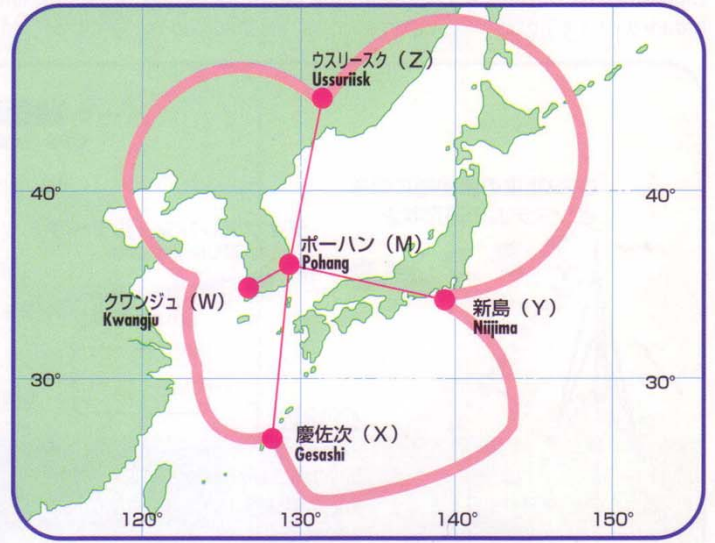 ウスリースク（Z）
Ussuriisk
40°
40°
ポーハン（M）
Pohang
クワンジュ（W）
Kwangju
新島（Y）
Niijima
30°
30°
慶佐次（X）
Gesashi
120°
130°
140°
150°